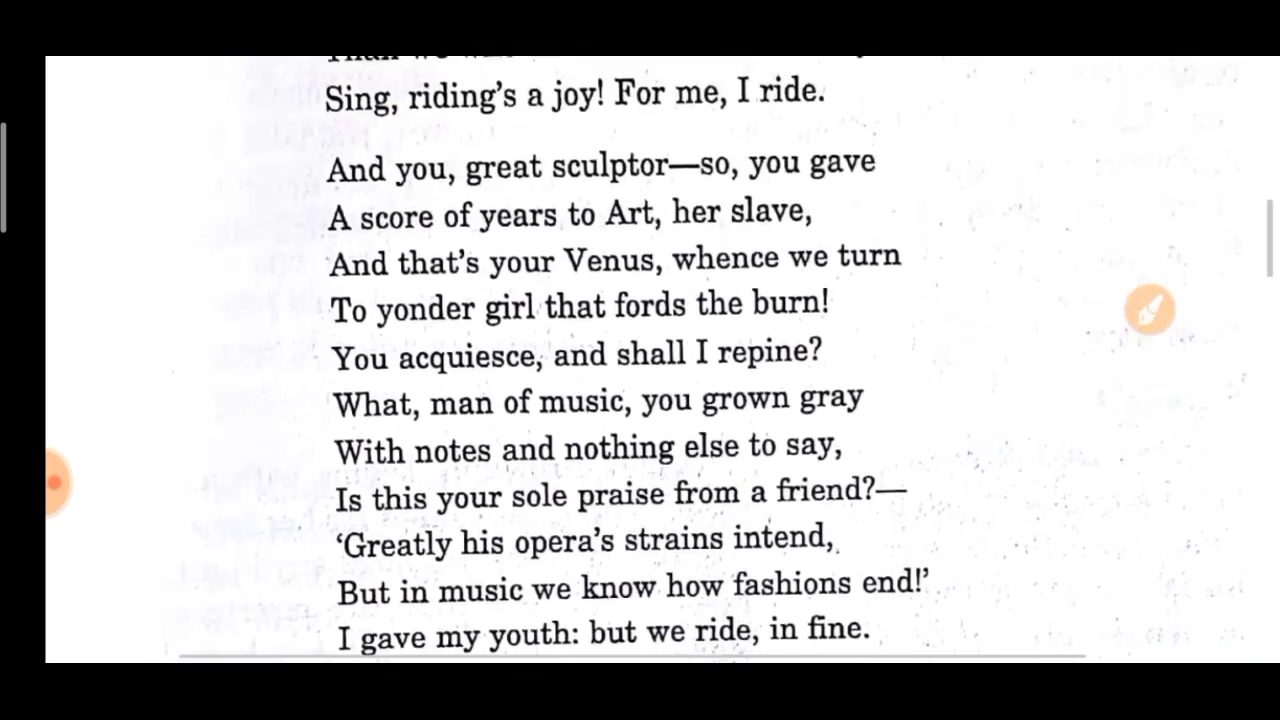 Sing, riding's a joy! For me, I ride.
And you, great sculptor—so, you gave
A score of years to Art, her slave,
And that's your Venus, whence we turn
To yonder girl that fords the burn!
You acquiesce, and shall I repine?
What, man of music, you grown gray
With notes and nothing else to say,
Is this your sole praise from a friend?—
'Greatly his opera's strains intend,
But in music we know how fashions end!'
I gave my youth: but we ride, in fine.